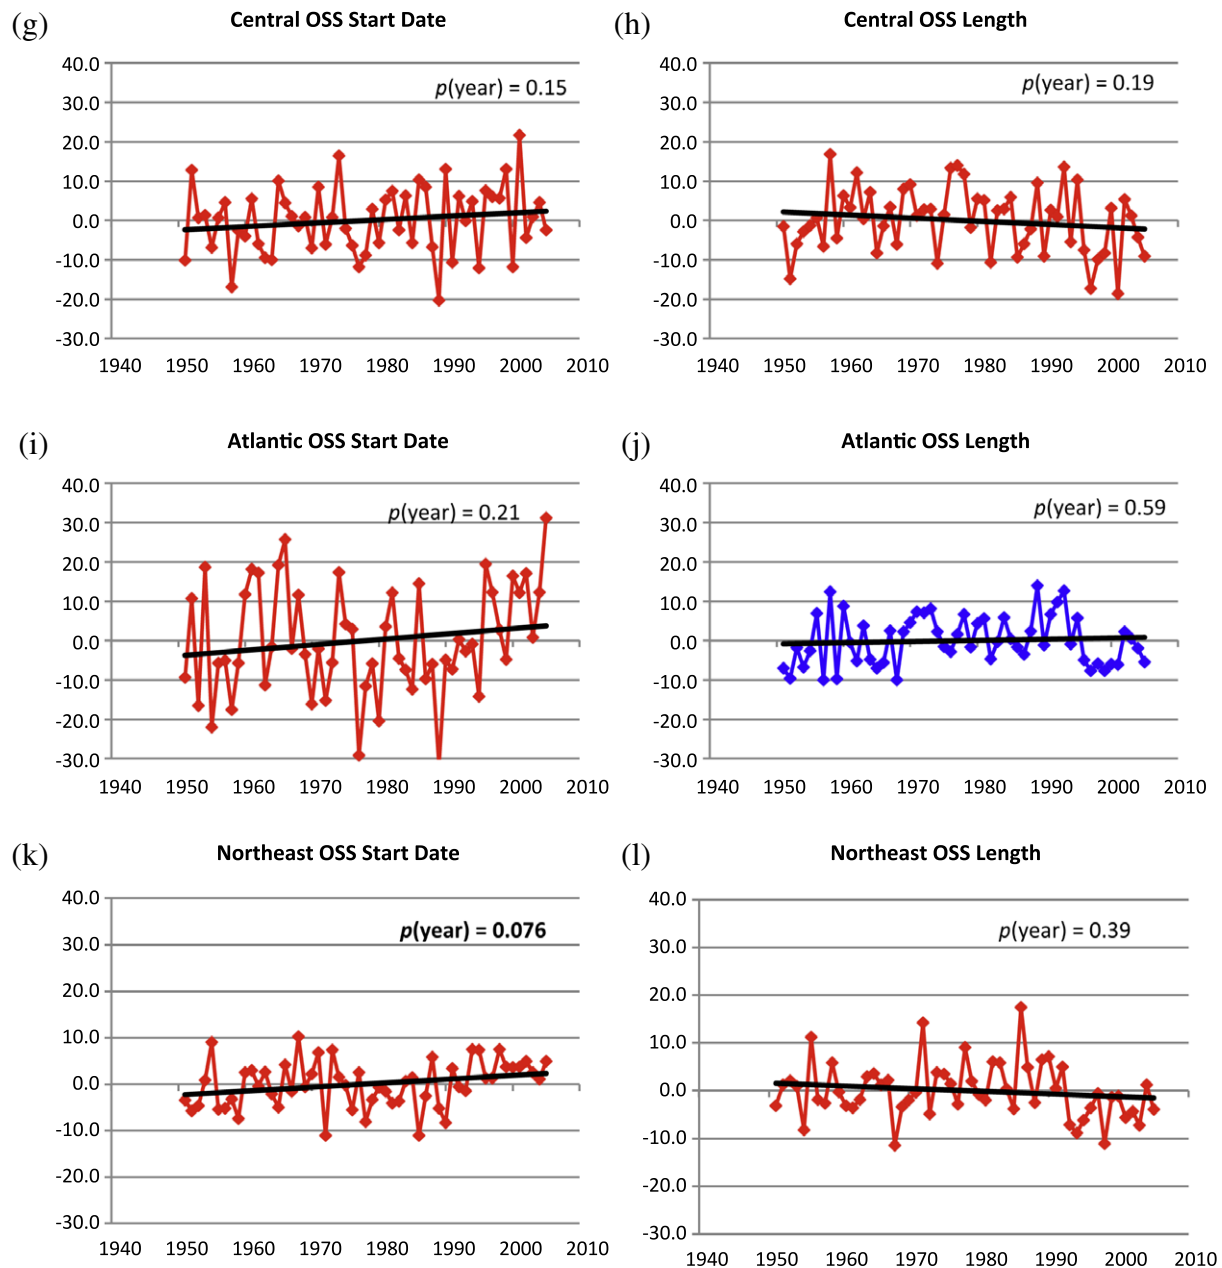 (g)
Central OSS Start Date
40.0
30.0
20.0
10.0
0.0
-10.0
-20.0
-30.0
p(year) = 0.15
1940 1950 1960 1970 1980 1990 2000 2010
(h)
Central OSS Length
40.0
30.0
20.0
10.0
0.0
-10.0
-20.0
-30.0
p(year) = 0.19
1940 1950 1960 1970 1980 1990 2000 2010
(i)
Atlantic OSS Start Date
40.0
30.0
20.0
10.0
0.0
-10.0
-20.0
-30.0
p(year) = 0.21
1940 1950 1960 1970 1980 1990 2000 2010
(j)
Atlantic OSS Length
40.0
30.0
20.0
10.0
0.0
-10.0
-20.0
-30.0
p(year) = 0.59
1940 1950 1960 1970 1980 1990 2000 2010
(k)
Northeast OSS Start Date
40.0
30.0
20.0
10.0
0.0
-10.0
-20.0
-30.0
p(year) = 0.076
1940 1950 1960 1970 1980 1990 2000 2010
(l)
Northeast OSS Length
40.0
30.0
20.0
10.0
0.0
-10.0
-20.0
-30.0
p(year) = 0.39
1940 1950 1960 1970 1980 1990 2000 2010